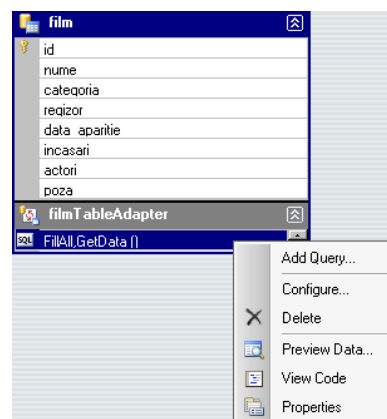 film
id
nume
categoria
regizor
data_aparitie
incasari
actori
poza
filmTableAdapter
SQL FillAll,GetData ()
Add Query...
Configure...
Delete
Preview Data...
View Code
Properties